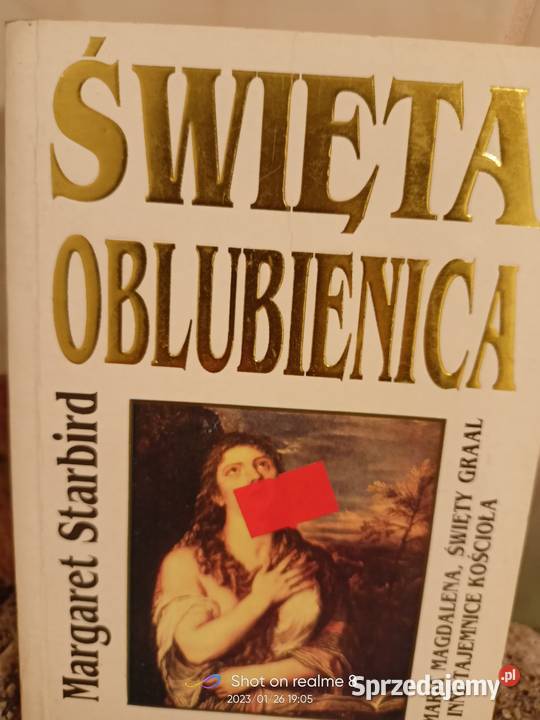 ŚWIĘTA
OBLUBIENICA
Margaret Starbird
MAGDALENA, ŚWIĘTY GRAAL
TAJEMNICE KOŚCIOŁA
Shot on realme 8
2023/01/26 19:05
Sprzedajemy.pl